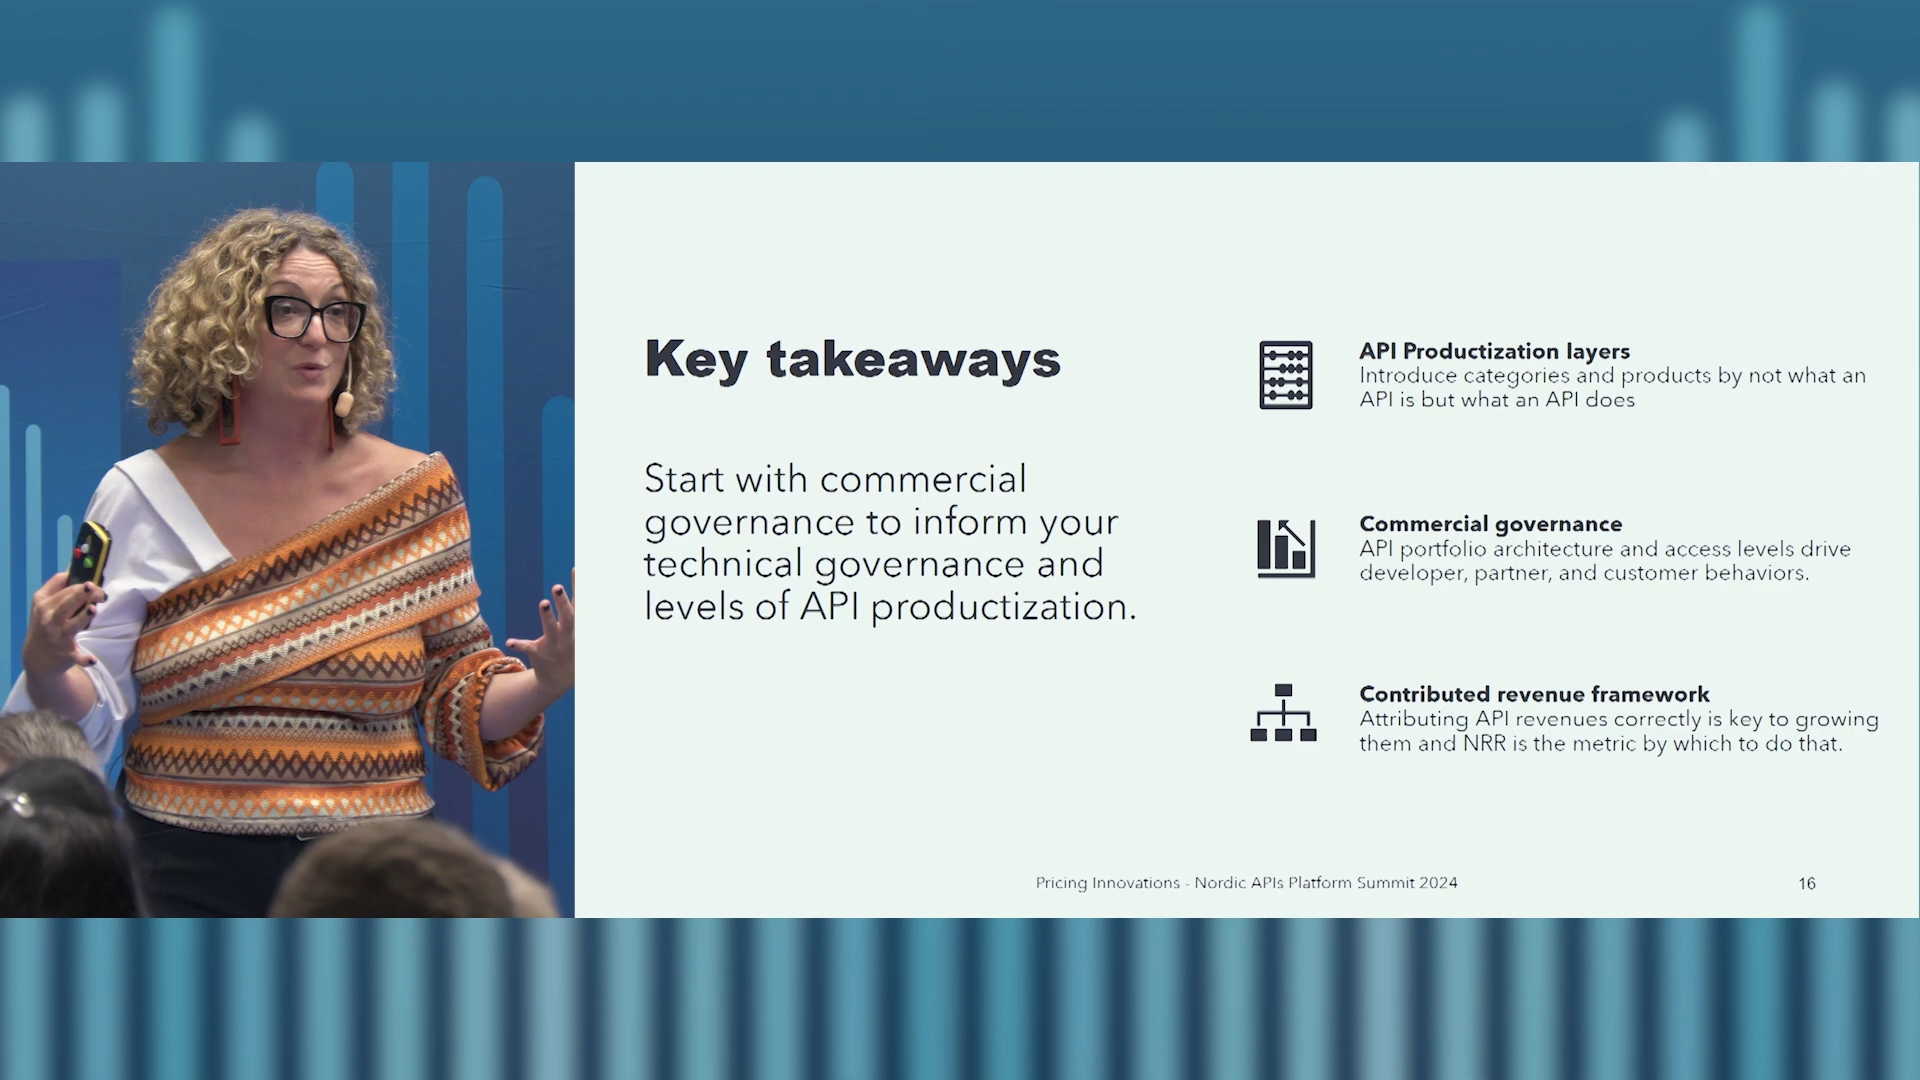 Key takeaways
Start with commercial
governance to inform your
technical governance and
levels of API productization.
API Productization layers
Introduce categories and products by not what an
API is but what an API does
Commercial governance
API portfolio architecture and access levels drive
developer, partner, and customer behaviors.
Contributed revenue framework
Attributing API revenues correctly is key to growing
them and NRR is the metric by which to do that.
Pricing Innovations - Nordic APIs Platform Summit 2024
16